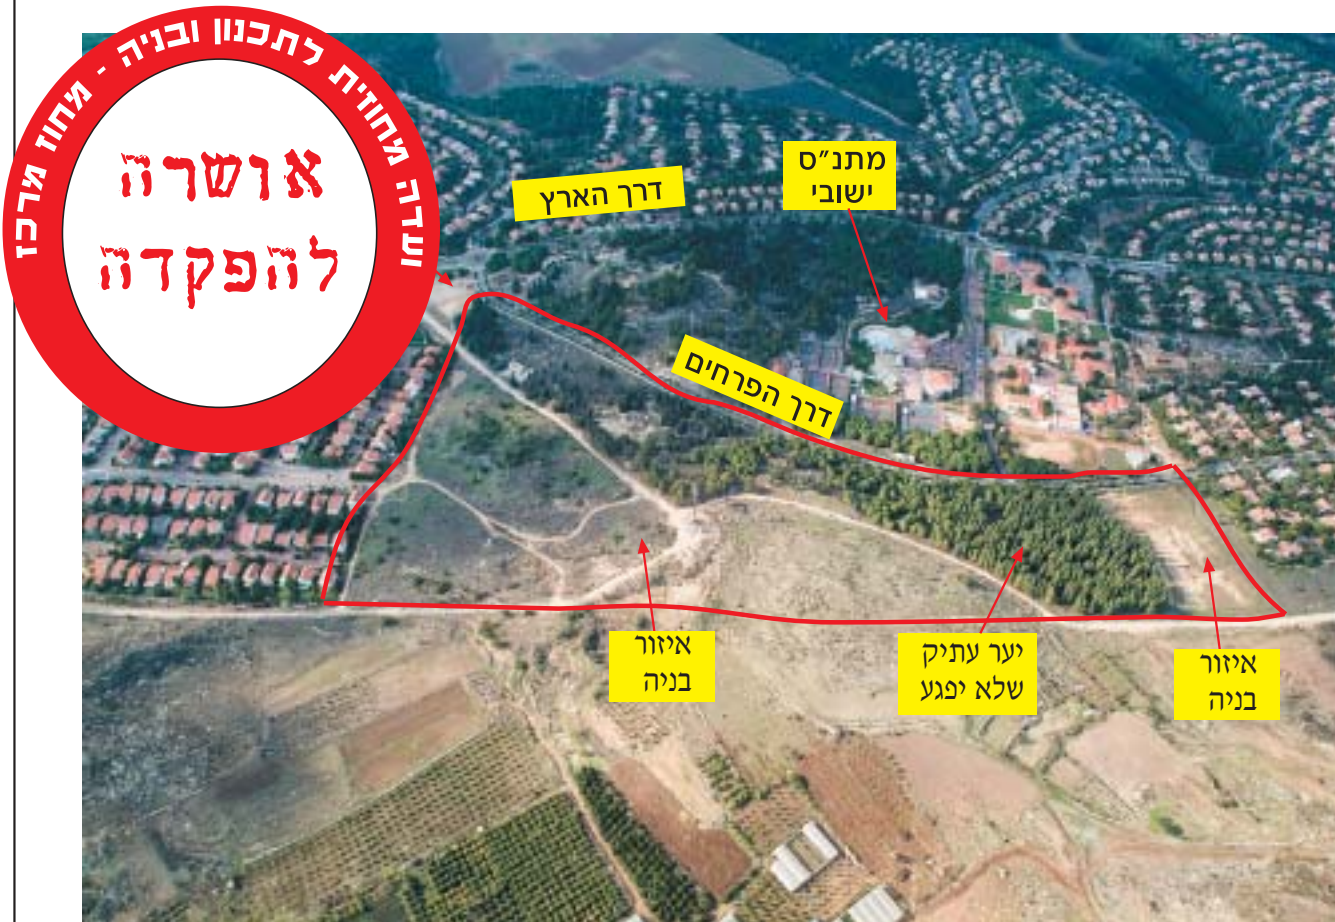 ועדה מחוזית לתכנון ובניה - מחוז מרכז
אושרה
להפקדה
דרך הארץ
מתנ״ס
ישובי
דרך הפרחים
איזור
בניה
יער עתיק
שלא יפגע
איזור
בניה